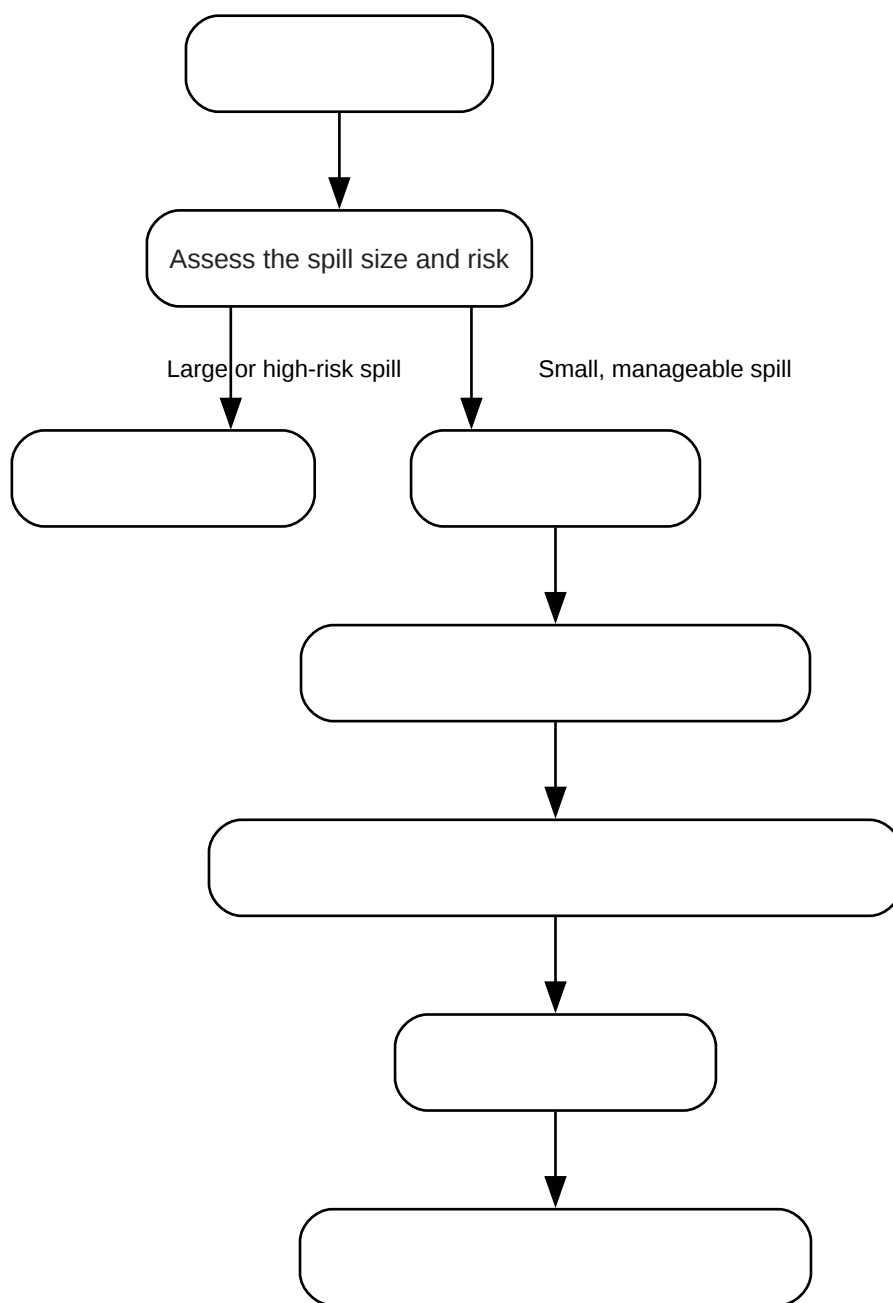 Assess the spill size and risk
Large or high-risk spill
Small, manageable spill